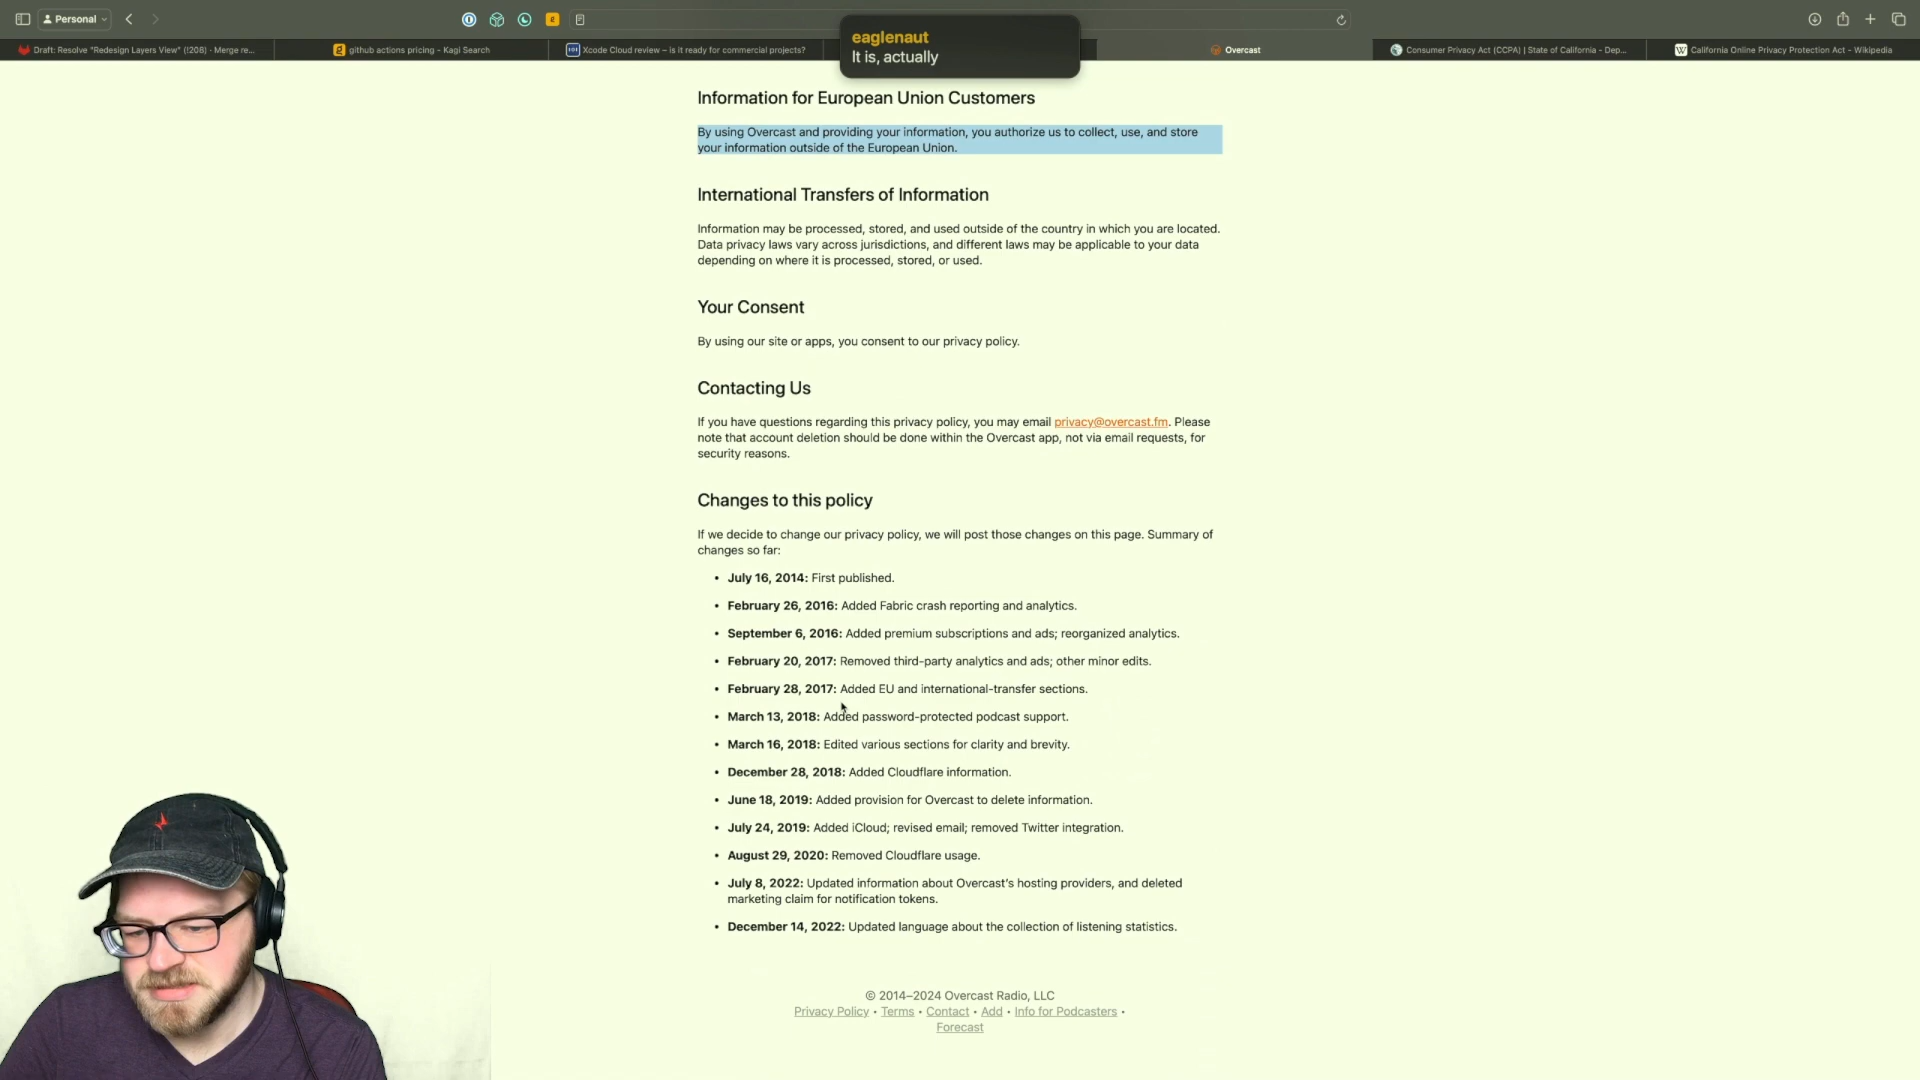 Personal
Draft: Resolve "Redesign Layers View" (!208) · Merge re...
github actions pricing - Kagi Search
Xcode Cloud review – is it ready for commercial projects?
eaglenaut
It is, actually
Overcast
Consumer Privacy Act (CCPA) | State of California - Dep...
California Online Privacy Protection Act - Wikipedia
Information for European Union Customers
By using Overcast and providing your information, you authorize us to collect, use, and store
your information outside of the European Union.
International Transfers of Information
Information may be processed, stored, and used outside of the country in which you are located.
Data privacy laws vary across jurisdictions, and different laws may be applicable to your data
depending on where it is processed, stored, or used.
Your Consent
By using our site or apps, you consent to our privacy policy.
Contacting Us
If you have questions regarding this privacy policy, you may email privacy@overcast.fm. Please
note that account deletion should be done within the Overcast app, not via email requests, for
security reasons.
Changes to this policy
If we decide to change our privacy policy, we will post those changes on this page. Summary of
changes so far:
• July 16, 2014: First published.
• February 26, 2016: Added Fabric crash reporting and analytics.
• September 6, 2016: Added premium subscriptions and ads; reorganized analytics.
• February 20, 2017: Removed third-party analytics and ads; other minor edits.
• February 28, 2017: Added EU and international-transfer sections.
• March 13, 2018: Added password-protected podcast support.
• March 16, 2018: Edited various sections for clarity and brevity.
• December 28, 2018: Added Cloudflare information.
• June 18, 2019: Added provision for Overcast to delete information.
• July 24, 2019: Added iCloud; revised email; removed Twitter integration.
• August 29, 2020: Removed Cloudflare usage.
• July 8, 2022: Updated information about Overcast's hosting providers, and deleted
marketing claim for notification tokens.
• December 14, 2022: Updated language about the collection of listening statistics.
© 2014–2024 Overcast Radio, LLC
Privacy Policy • Terms • Contact • Add • Info for Podcasters •
Forecast